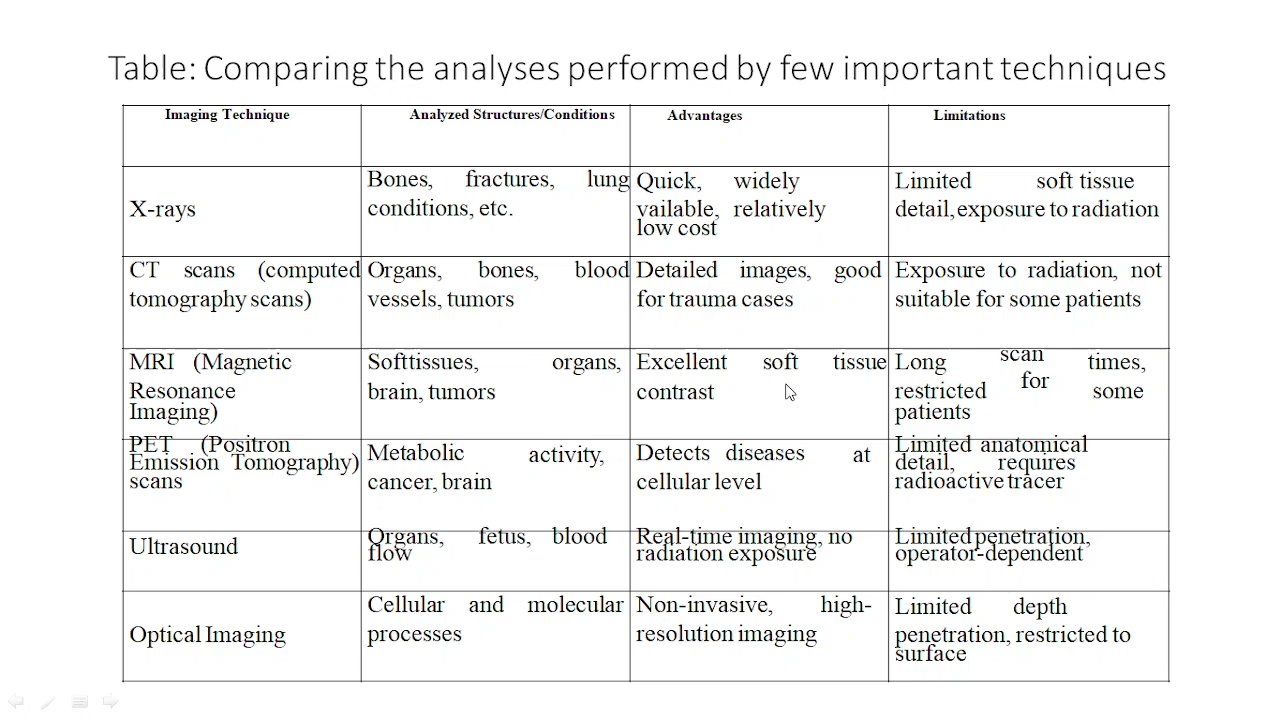 Table: Comparing the analyses performed by few important techniques
Imaging Technique
Analyzed Structures/Conditions
Advantages
Limitations
X-rays
Bones, fractures, lung
conditions, etc.
Quick, widely
vailable, relatively
low cost
Limited soft tissue
detail, exposure to radiation
CT scans (computed
tomography scans)
Organs, bones, blood
vessels, tumors
Detailed images, good
for trauma cases
Exposure to radiation, not
suitable for some patients
MRI (Magnetic
Resonance
Imaging)
Softtissues, organs,
brain, tumors
Excellent soft tissue
contrast
Long scan times,
restricted for some
patients
PET (Positron
Emission Tomography)
scans
Metabolic activity,
cancer, brain
Detects diseases at
cellular level
Limited anatomical
detail, requires
radioactive tracer
Ultrasound
Organs, fetus, blood
flow
Real-time imaging, no
radiation exposure
Limited penetration,
operator-dependent
Optical Imaging
Cellular and molecular
processes
Non-invasive, high-
resolution imaging
Limited depth
penetration, restricted to
surface